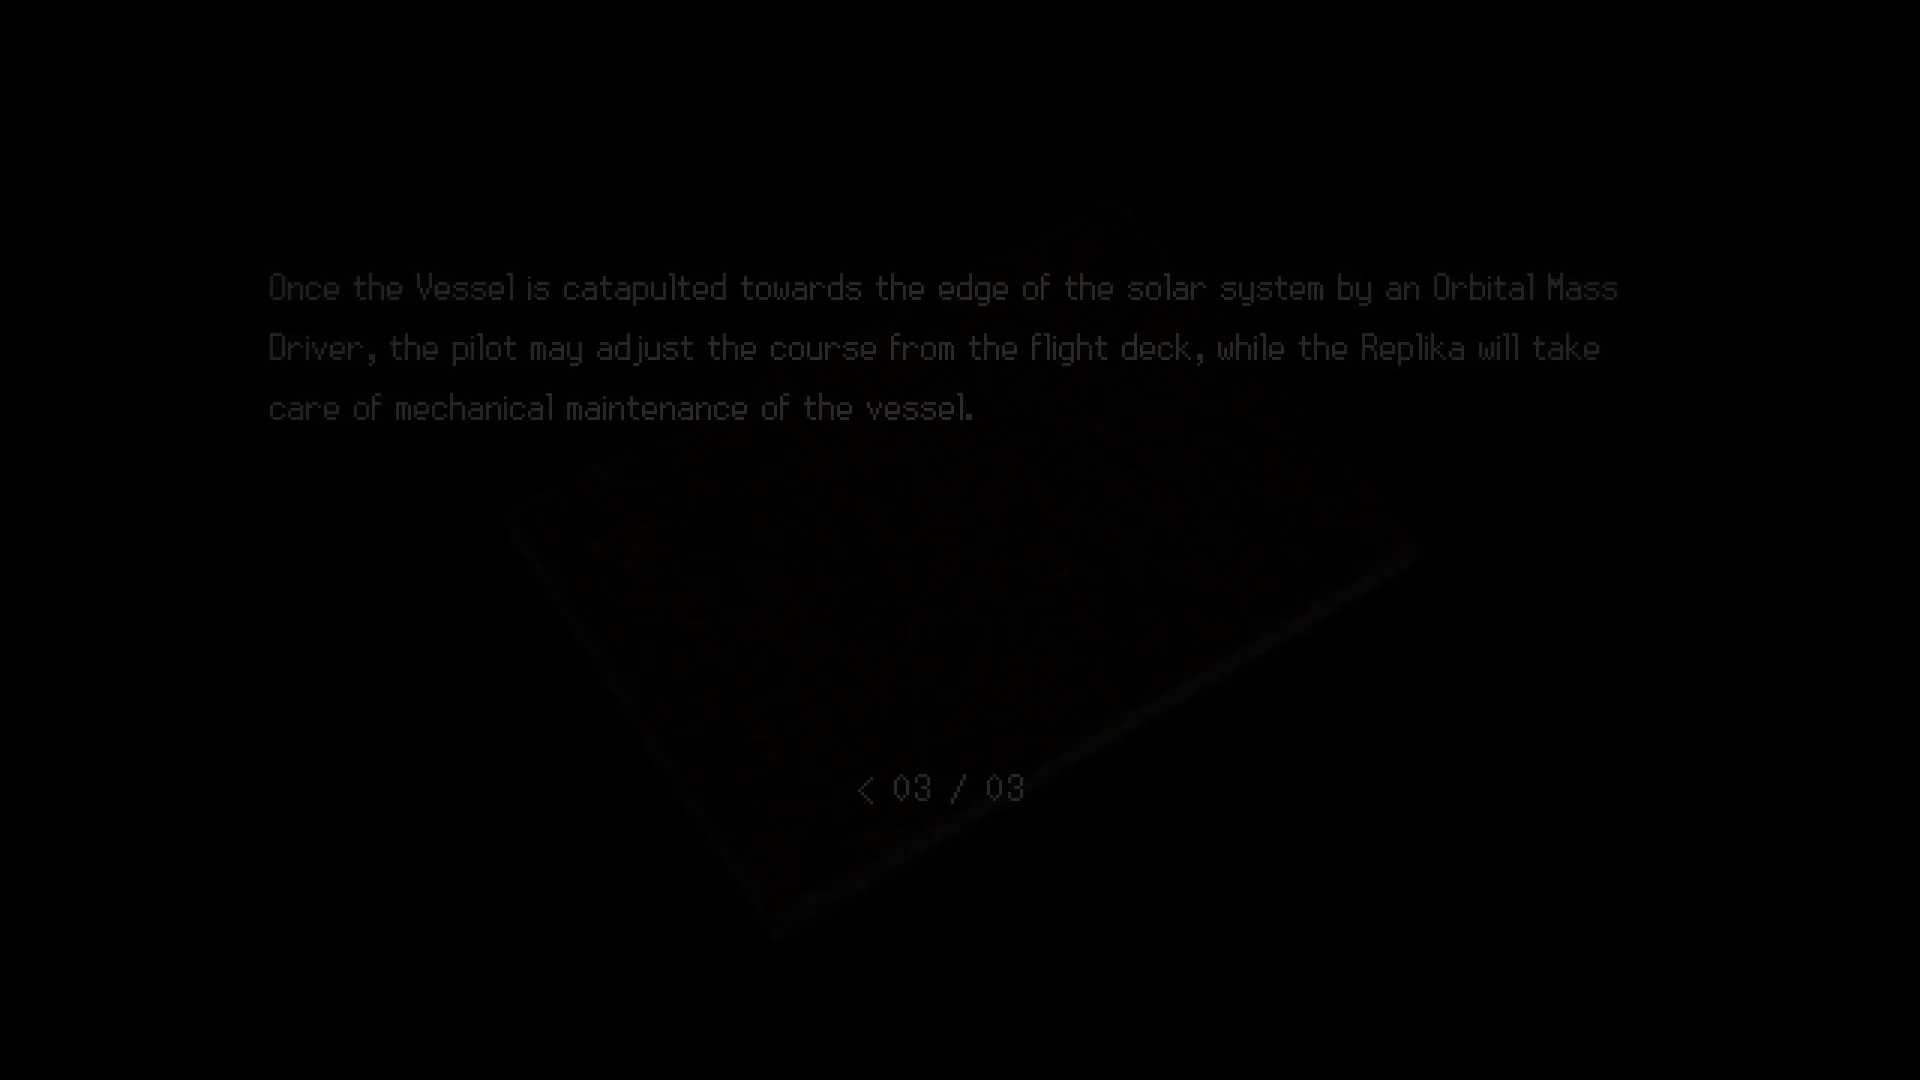 Once the Vessel is catapulted towards the edge of the solar system by an Orbital Mass
Driver, the pilot may adjust the course from the flight deck, while the Replika will take
care of mechanical maintenance of the vessel.
< 03 / 03